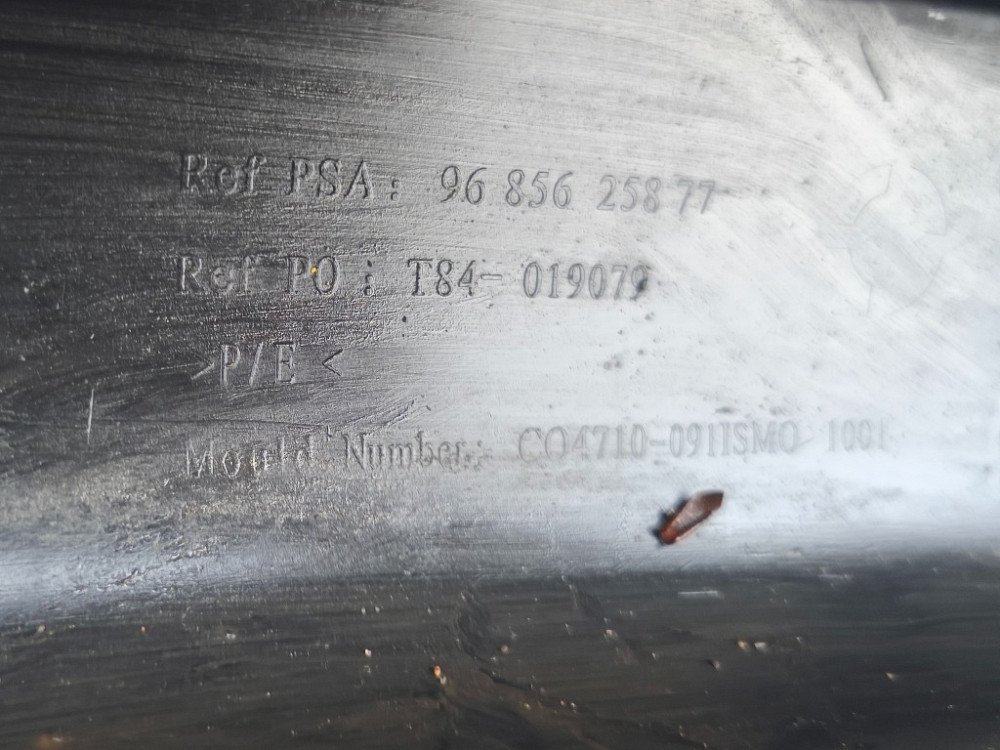 Ref PSA : 96 856 258 77
Ref PO : T84-019079
>P/E<
Mould Number: CO4710-0911SMO 1001